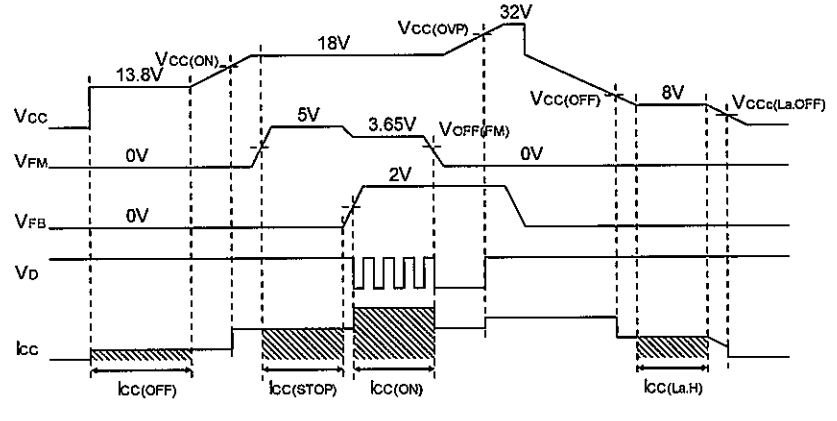 32V
VCC(OVP)
18V
VCC(ON)
13.8V
VCC(OFF)
8V
VCCc(La.OFF)
VCC
5V
3.65V
VOFF(FM)
VFM
0V
0V
2V
VFB
0V
VD
ICC
ICC(OFF)
ICC(STOP)
ICC(ON)
ICC(La.H)